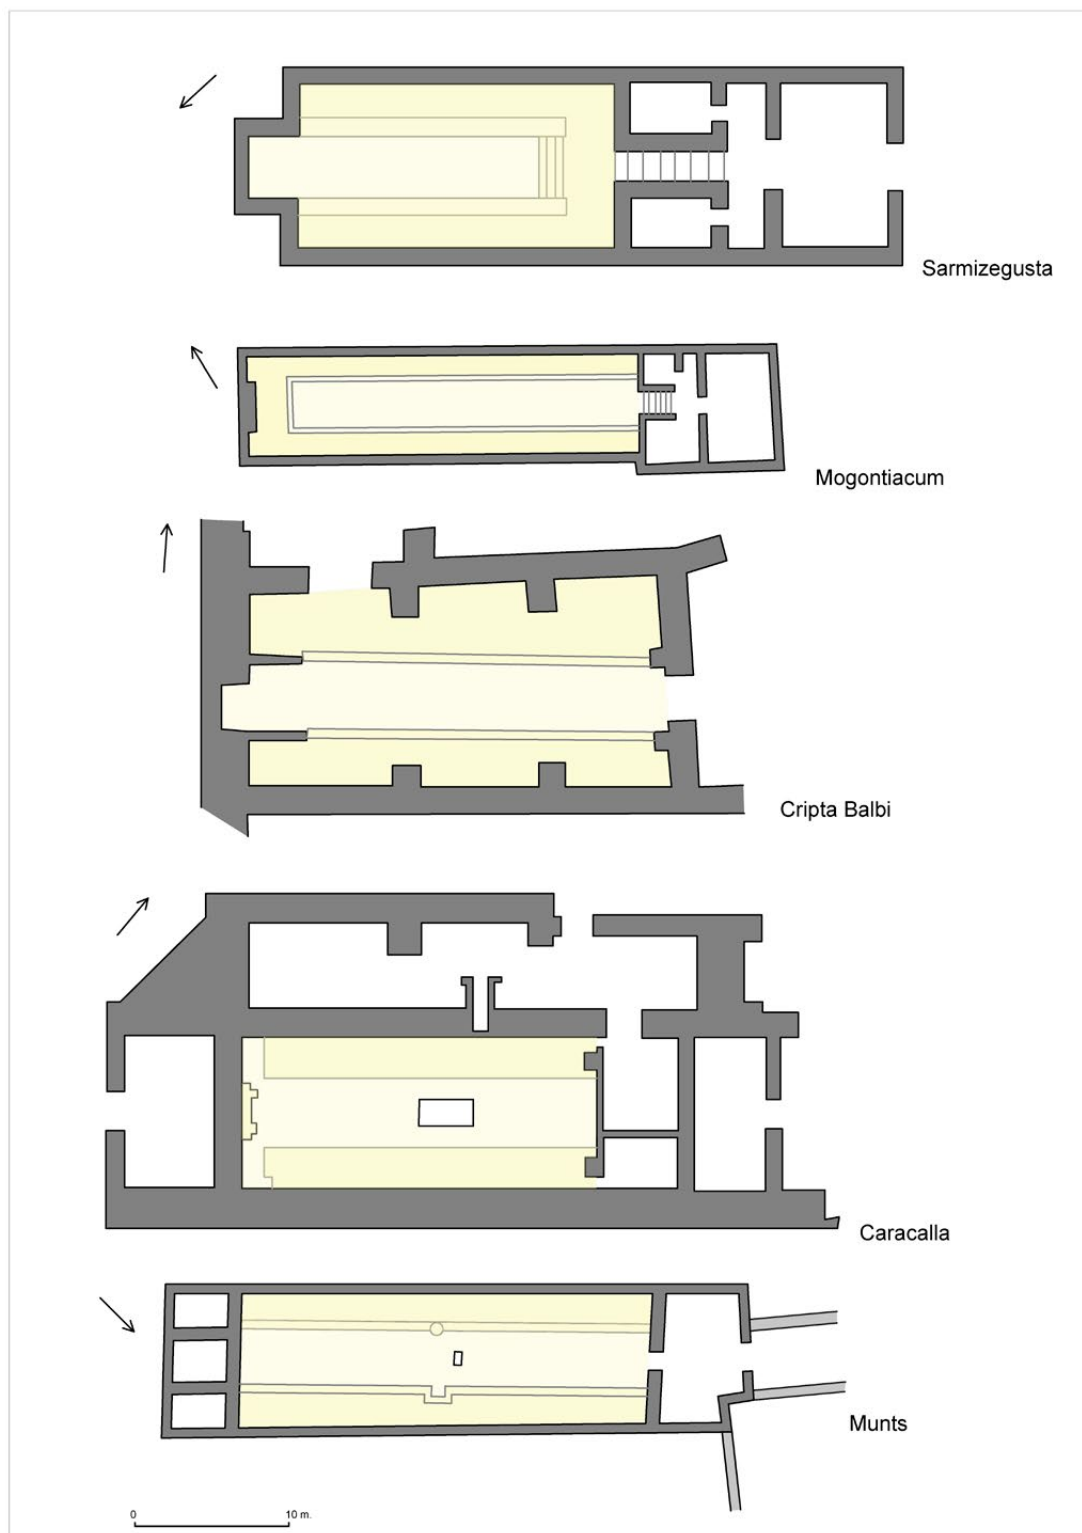 Sarmizegusta
Mogontiacum
Cripta Balbi
Caracalla
Munts
0 10 m.